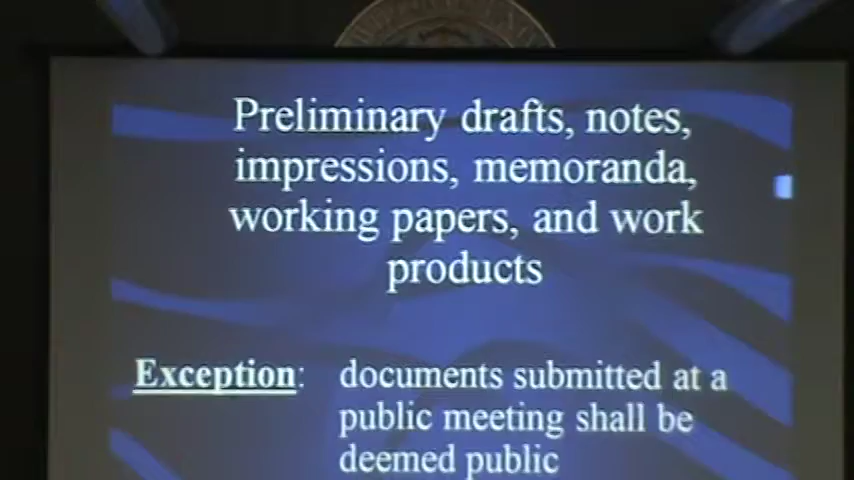 Preliminary drafts, notes,
impressions, memoranda,
working papers, and work
products
Exception: documents submitted at a
public meeting shall be
deemed public